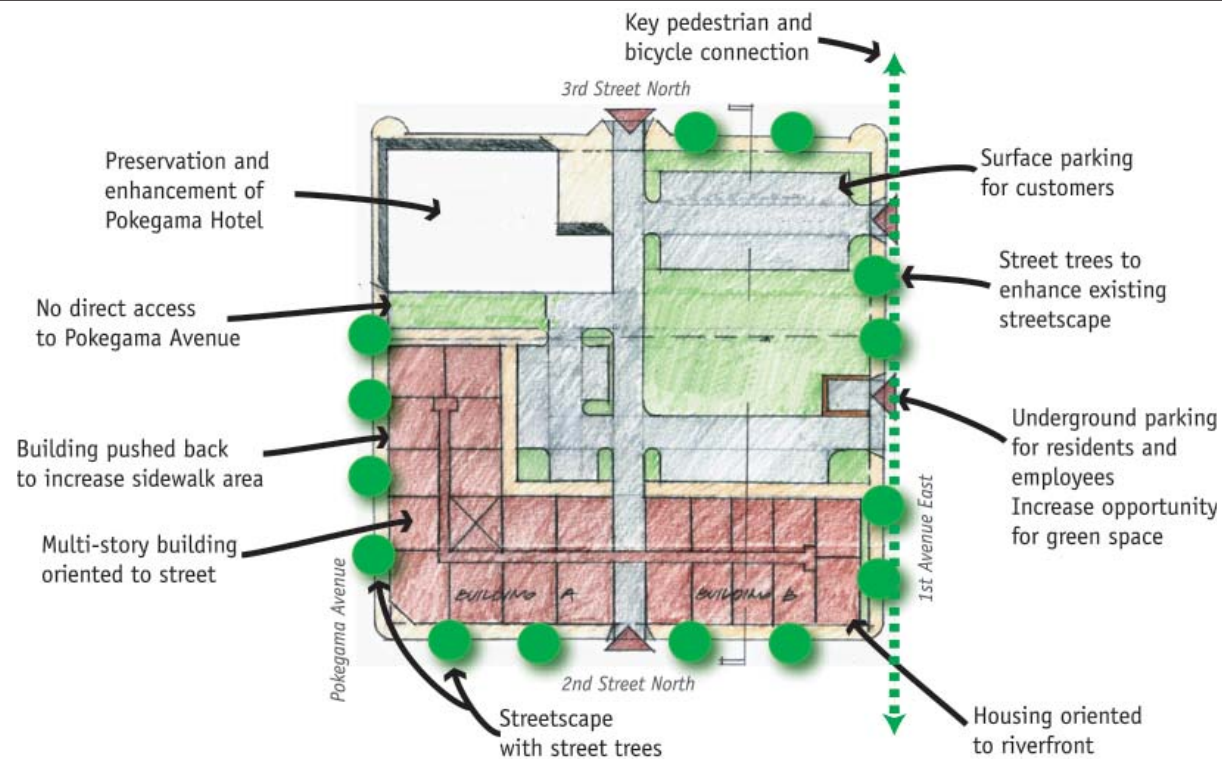 Key pedestrian and
bicycle connection
3rd Street North
Preservation and
enhancement of
Pokegama Hotel
Surface parking
for customers
Street trees to
enhance existing
streetscape
No direct access
to Pokegama Avenue
Underground parking
for residents and
employees
Increase opportunity
for green space
Building pushed back
to increase sidewalk area
Multi-story building
oriented to street
BUILDING A
BUILDING B
Pokegama Avenue
1st Avenue East
2nd Street North
Streetscape
with street trees
Housing oriented
to riverfront